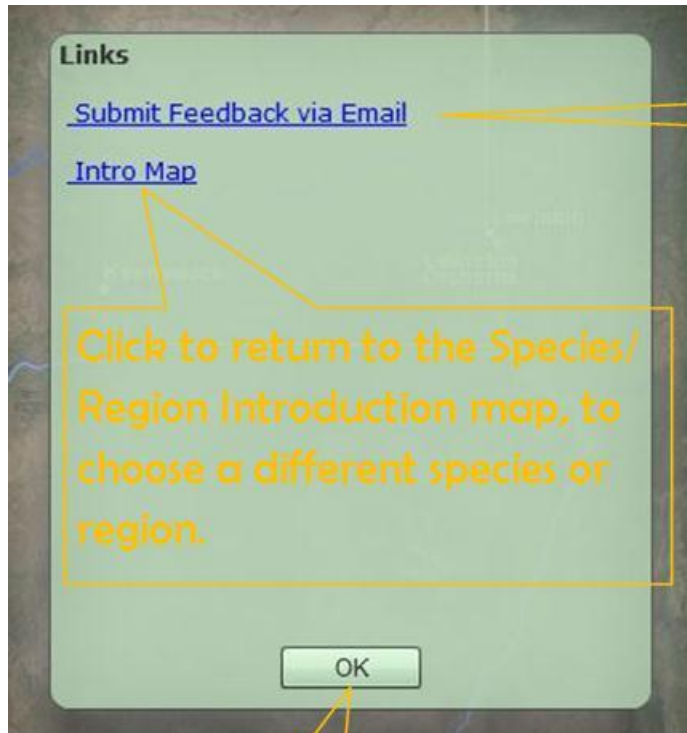 Links
Submit Feedback via Email
Intro Map
Click to return to the Species/
Region Introduction map, to
choose a different species or
region.
OK